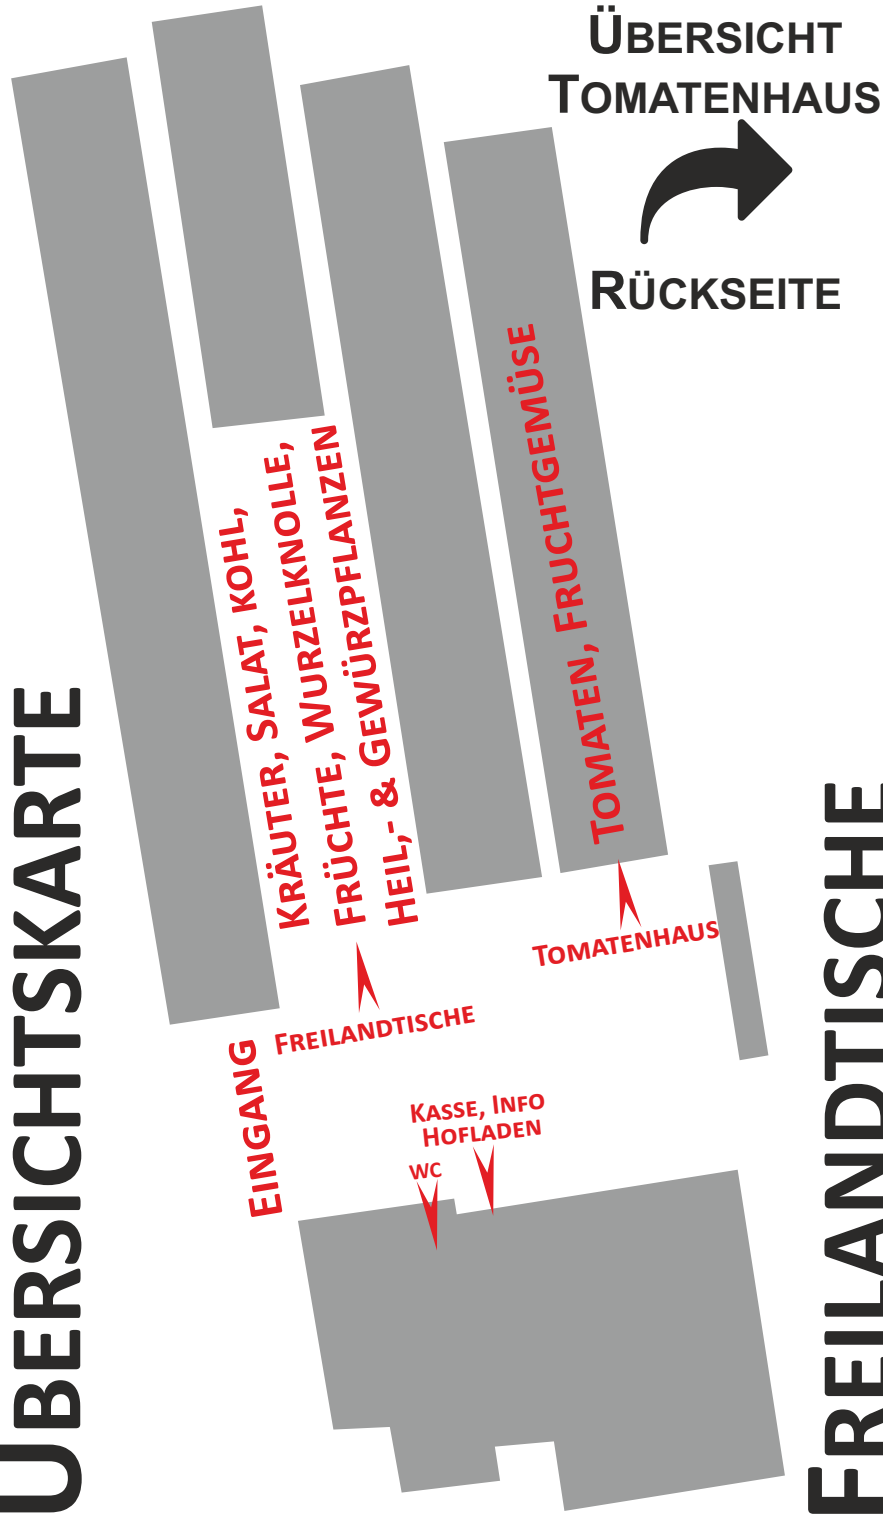 ÜBERSICHT
TOMATENHAUS
RÜCKSEITE
ÜBERSICHTSKARTE
KRÄUTER, SALAT, KOHL,
FRÜCHTE, WURZELKNOLLE,
HEIL,- & GEWÜRZPFLANZEN
TOMATEN, FRUCHTGEMÜSE
TOMATENHAUS
FREILANDTISCHE
EINGANG
KASSE, INFO
HOFLADEN
WC
FREILANDTISCHE